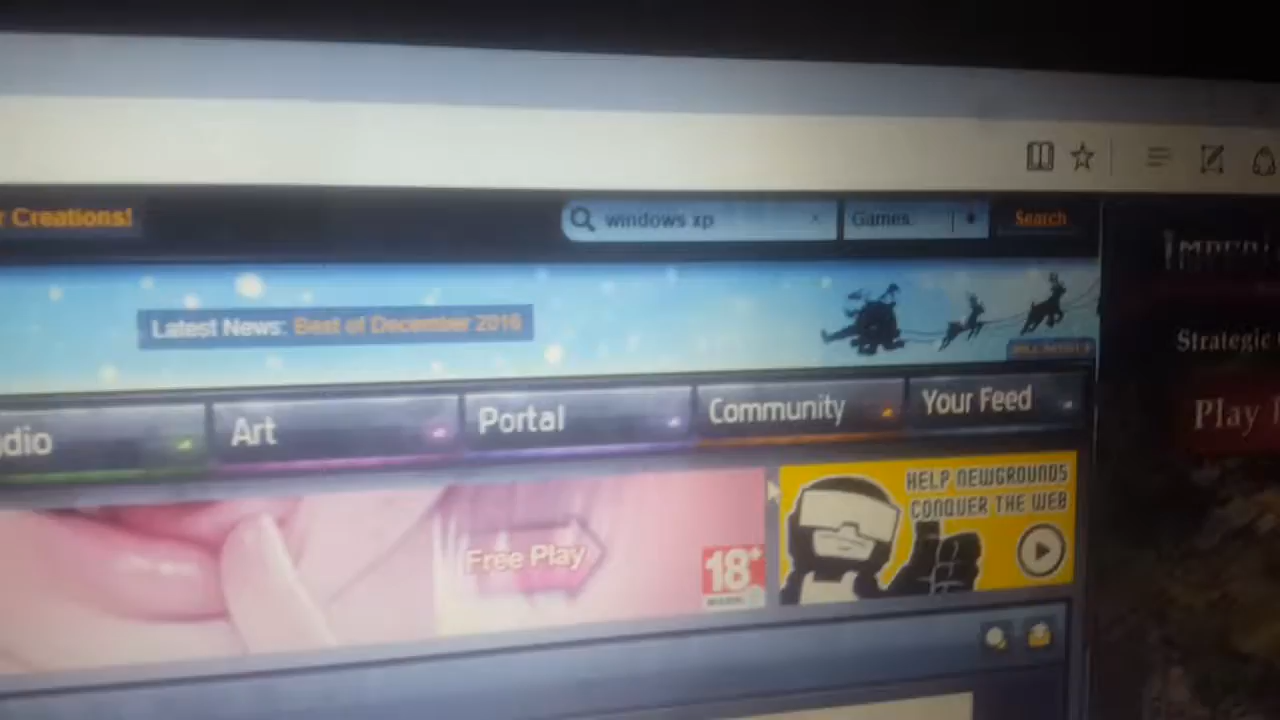 r Creations!
windows xp
Games
Search
Latest News: Best of December 2016
Strategic
dio
Art
Portal
Community
Your Feed
Play
HELP NEWGROUNDS
CONQUER THE WEB
Free Play
18+